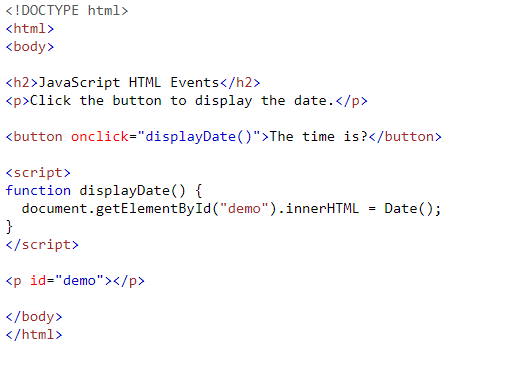 <!DOCTYPE html>
<html>
<body>
<h2>JavaScript HTML Events</h2>
<p>Click the button to display the date.</p>
<button onclick="displayDate()">The time is?</button>
<script>
function displayDate() {
  document.getElementById("demo").innerHTML = Date();
}
</script>
<p id="demo"></p>
</body>
</html>